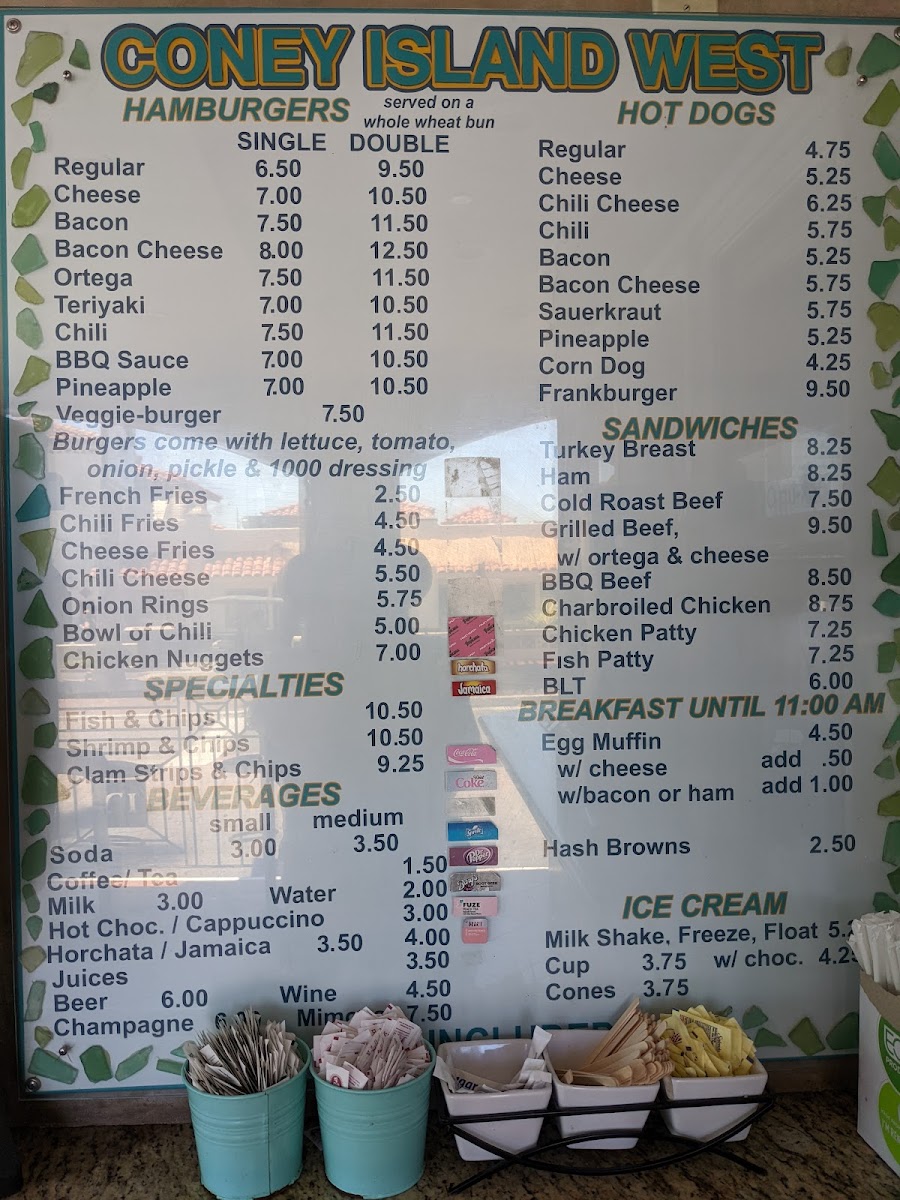 CONEY ISLAND WEST
HAMBURGERS served on a whole wheat bun
SINGLE DOUBLE
Regular 6.50 9.50
Cheese 7.00 10.50
Bacon 7.50 11.50
Bacon Cheese 8.00 12.50
Ortega 7.50 11.50
Teriyaki 7.00 10.50
Chili 7.50 11.50
BBQ Sauce 7.00 10.50
Pineapple 7.00 10.50
Veggie-burger 7.50
Burgers come with lettuce, tomato,
onion, pickle & 1000 dressing
French Fries 2.50
Chili Fries 4.50
Cheese Fries 4.50
Chili Cheese 5.50
Onion Rings 5.75
Bowl of Chili 5.00
Chicken Nuggets 7.00
SPECIALTIES
Fish & Chips 10.50
Shrimp & Chips 10.50
Clam Strips & Chips 9.25
BEVERAGES
small medium
Soda 3.00 3.50
Coffee/ Tea 1.50
Milk 3.00 Water 2.00
Hot Choc. / Cappuccino 3.00
Horchata / Jamaica 3.50 4.00
Juices 3.50
Beer 6.00 Wine 4.50
Champagne Mimo 7.50
horchata
Jamaica
Coca-Cola
Coke
Dr Pepper
FUZE
HOT DOGS
Regular 4.75
Cheese 5.25
Chili Cheese 6.25
Chili 5.75
Bacon 5.25
Bacon Cheese 5.75
Sauerkraut 5.75
Pineapple 5.25
Corn Dog 4.25
Frankburger 9.50
SANDWICHES
Turkey Breast 8.25
Ham 8.25
Cold Roast Beef 7.50
Grilled Beef, 9.50
w/ ortega & cheese
BBQ Beef 8.50
Charbroiled Chicken 8.75
Chicken Patty 7.25
Fish Patty 7.25
BLT 6.00
BREAKFAST UNTIL 11:00 AM
Egg Muffin 4.50
w/ cheese add .50
w/bacon or ham add 1.00
Hash Browns 2.50
ICE CREAM
Milk Shake, Freeze, Float
Cup 3.75 w/ choc.
Cones 3.75